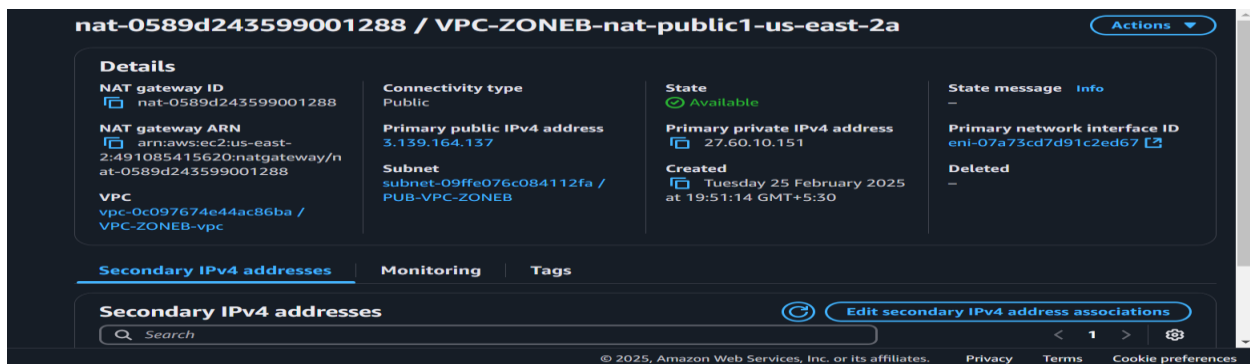 nat-0589d243599001288 / VPC-ZONEB-nat-public1-us-east-2a
Actions
Details
NAT gateway ID
nat-0589d243599001288
Connectivity type
Public
State
Available
State message Info
–
NAT gateway ARN
arn:aws:ec2:us-east-
2:491085415620:natgateway/n
at-0589d243599001288
Primary public IPv4 address
3.139.164.137
Primary private IPv4 address
27.60.10.151
Primary network interface ID
eni-07a73cd7d91c2ed67
VPC
vpc-0c097674e44ac86ba /
VPC-ZONEB-vpc
Subnet
subnet-09ffe076c084112fa /
PUB-VPC-ZONEB
Created
Tuesday 25 February 2025
at 19:51:14 GMT+5:30
Deleted
–
Secondary IPv4 addresses
Monitoring
Tags
Secondary IPv4 addresses
Edit secondary IPv4 address associations
Search
< 1 >
© 2025, Amazon Web Services, Inc. or its affiliates.
Privacy
Terms
Cookie preferences